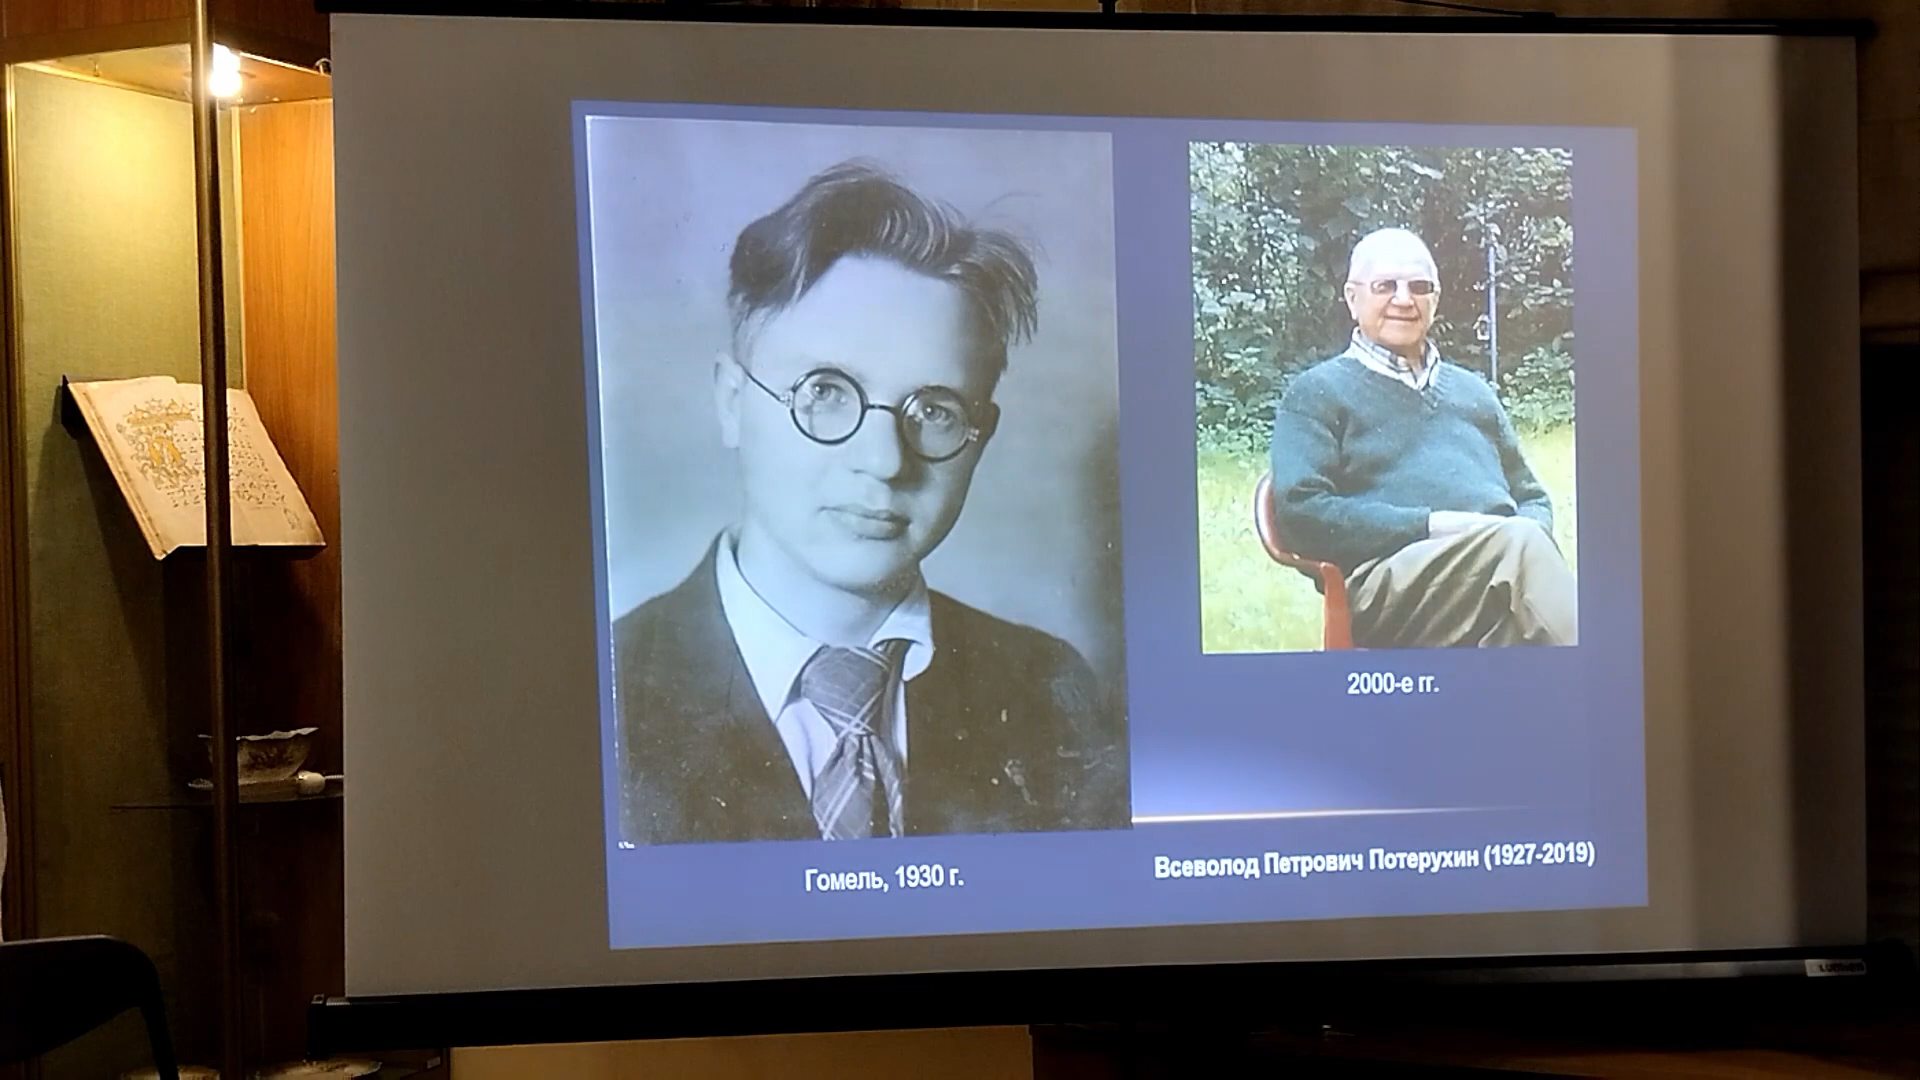 2000-е гг.
Гомель, 1930 г.
Всеволод Петрович Потерухин (1927-2019)